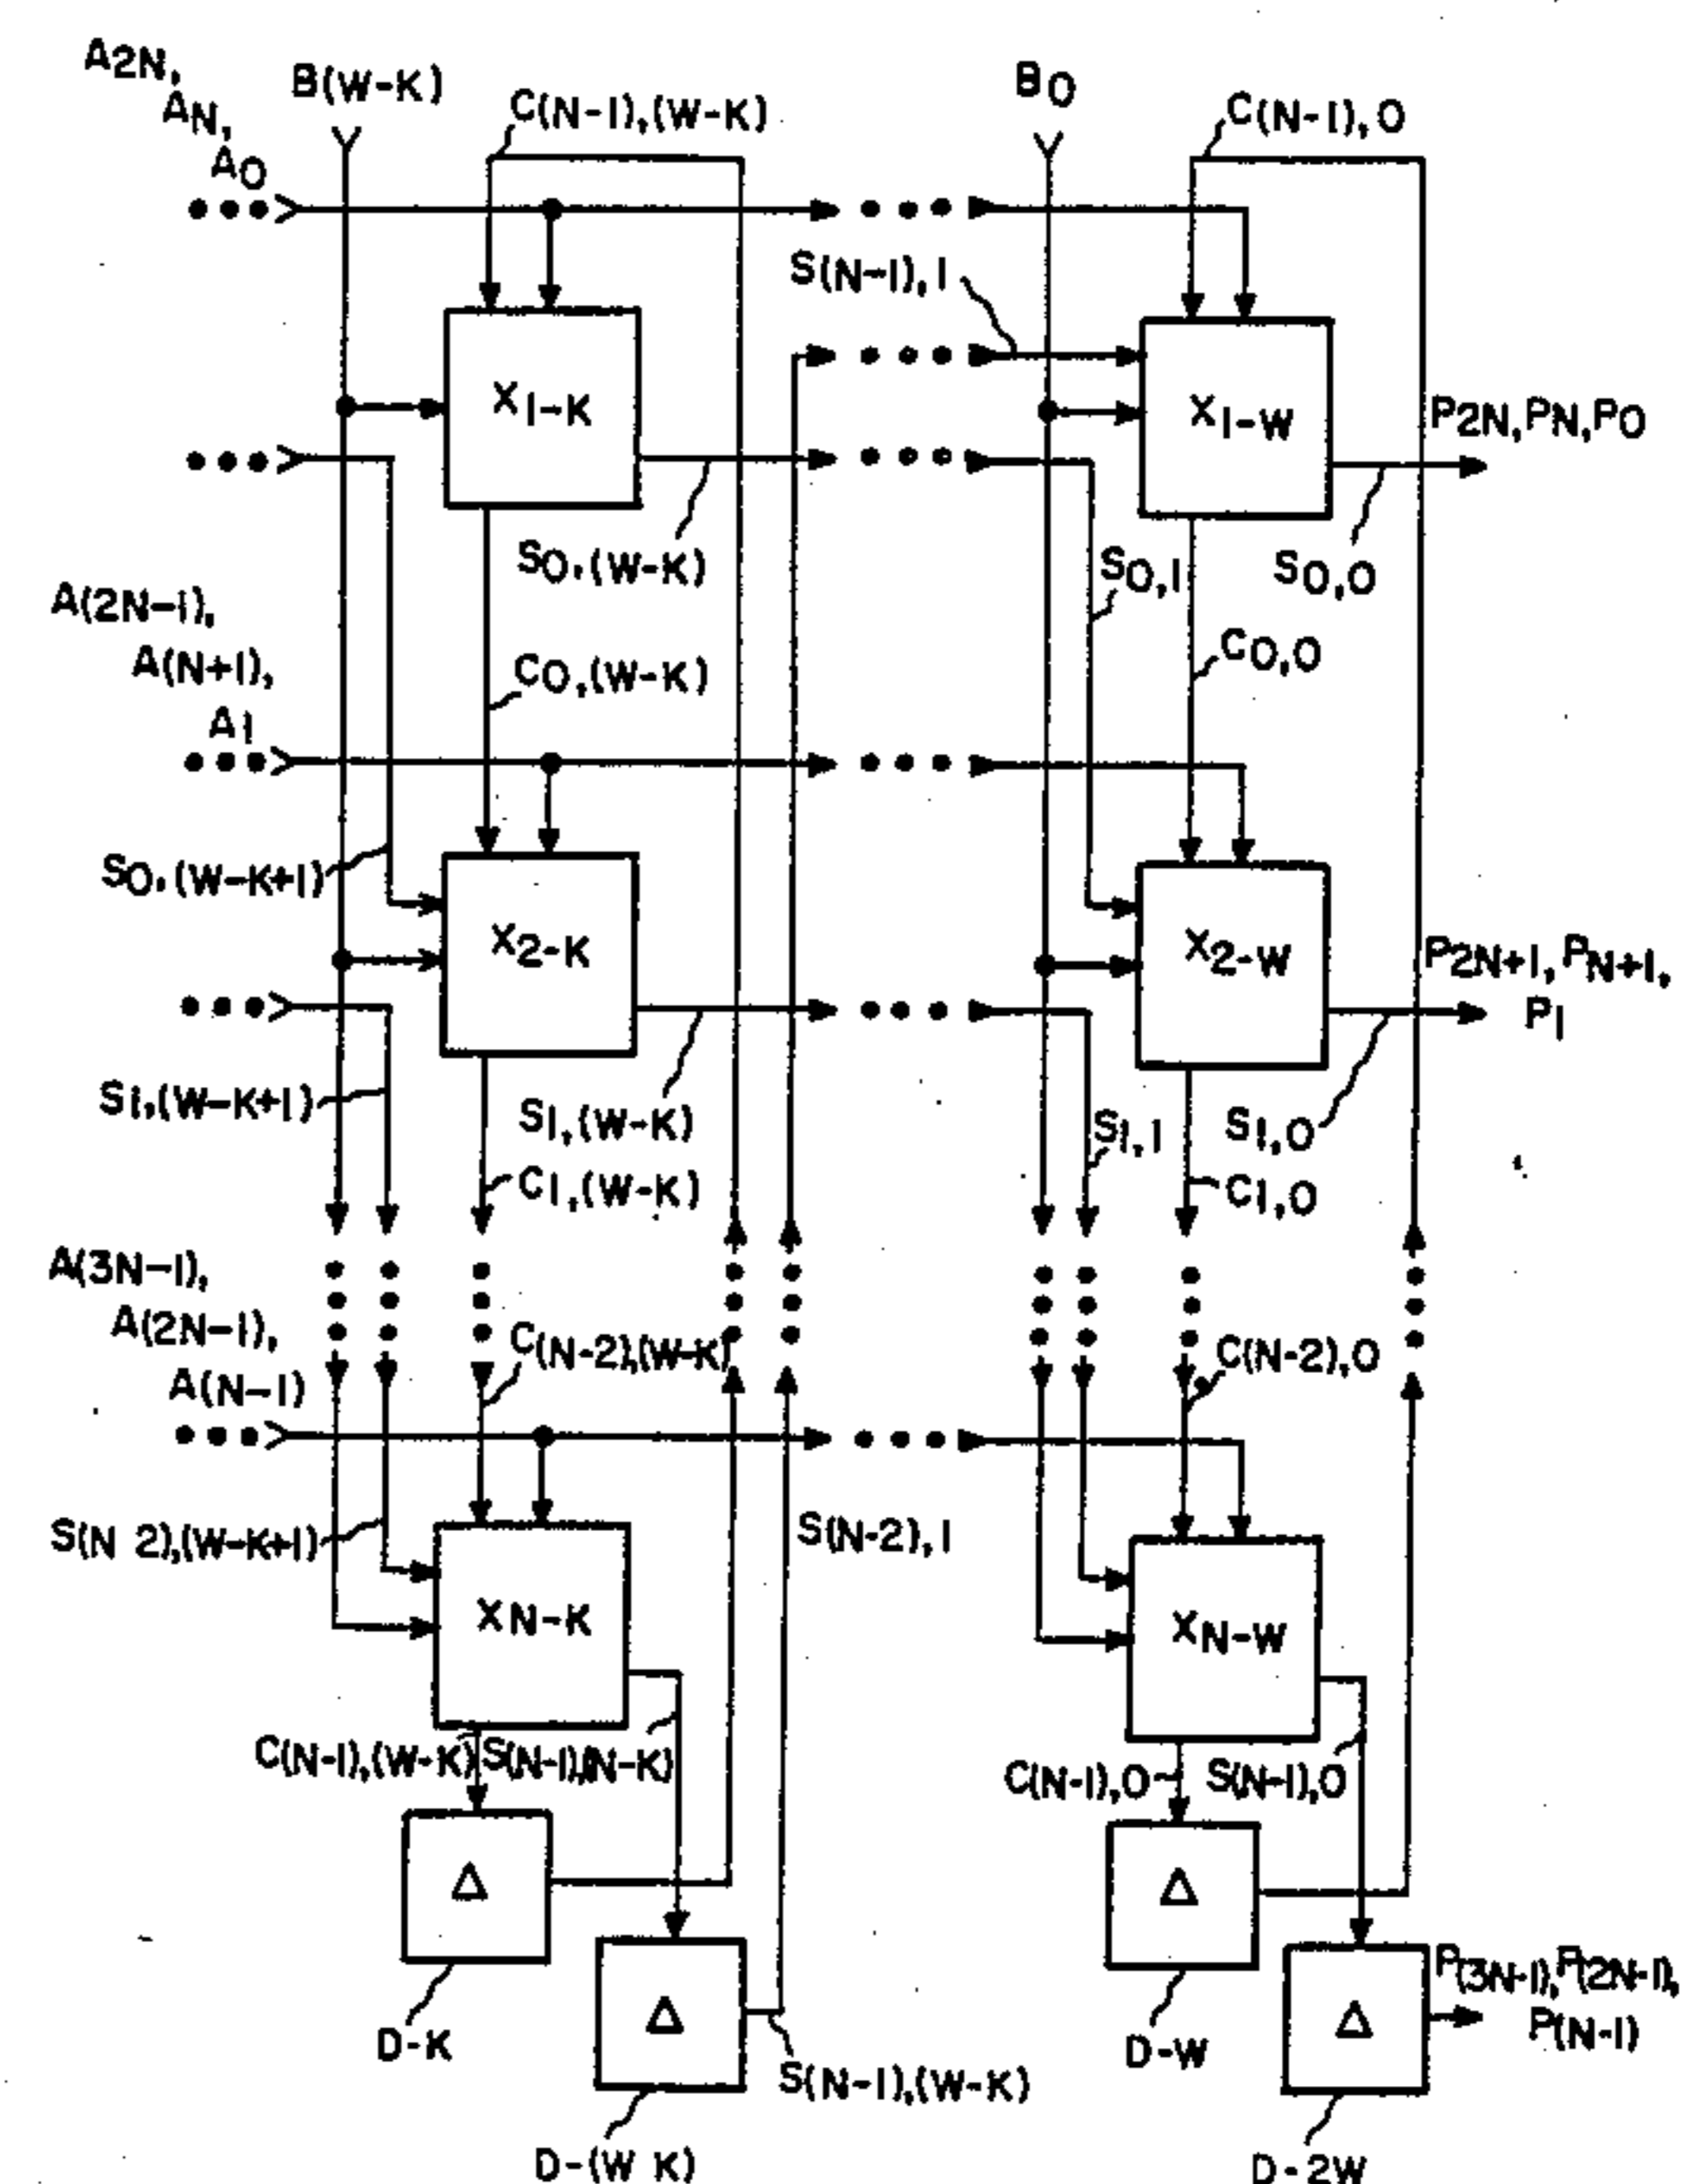 A2N,
AN,
A0
B(W-K)
C(N-1),(W-K)
B0
C(N-1),0
S(N-1),1
X1-K
X1-W
P2N,PN,P0
S0,(W-K)
S0,1
S0,0
A(2N-1),
A(N+1),
A1
C0,(W-K)
C0,0
S0,(W-K+1)
X2-K
X2-W
P2N+1,PN+1,
P1
S1,(W-K+1)
S1,(W-K)
S1,1
S1,0
C1,(W-K)
C1,0
A(3N-1),
A(2N-1),
A(N-1)
C(N-2),(W-K)
C(N-2),0
S(N 2),(W-K+1)
S(N-2),1
XN-K
XN-W
C(N-1),(W-K)
S(N-1),(N-K)
C(N-1),0
S(N-1),0
Δ
Δ
Δ
Δ
P(3N-1),P(2N-1),
P(N-1)
D-K
D-W
S(N-1),(W-K)
D-(W K)
D-2W